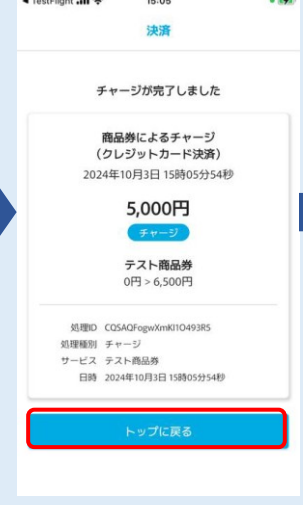 TestFlight 15:05
決済
チャージが完了しました
商品券によるチャージ
(クレジットカード決済)
2024年10月3日 15時05分54秒
5,000円
チャージ
テスト商品券
0円 > 6,500円
処理ID CQSAQFogwXmKI1O493RS
処理種別 チャージ
サービス テスト商品券
日時 2024年10月3日 15時05分54秒
トップに戻る